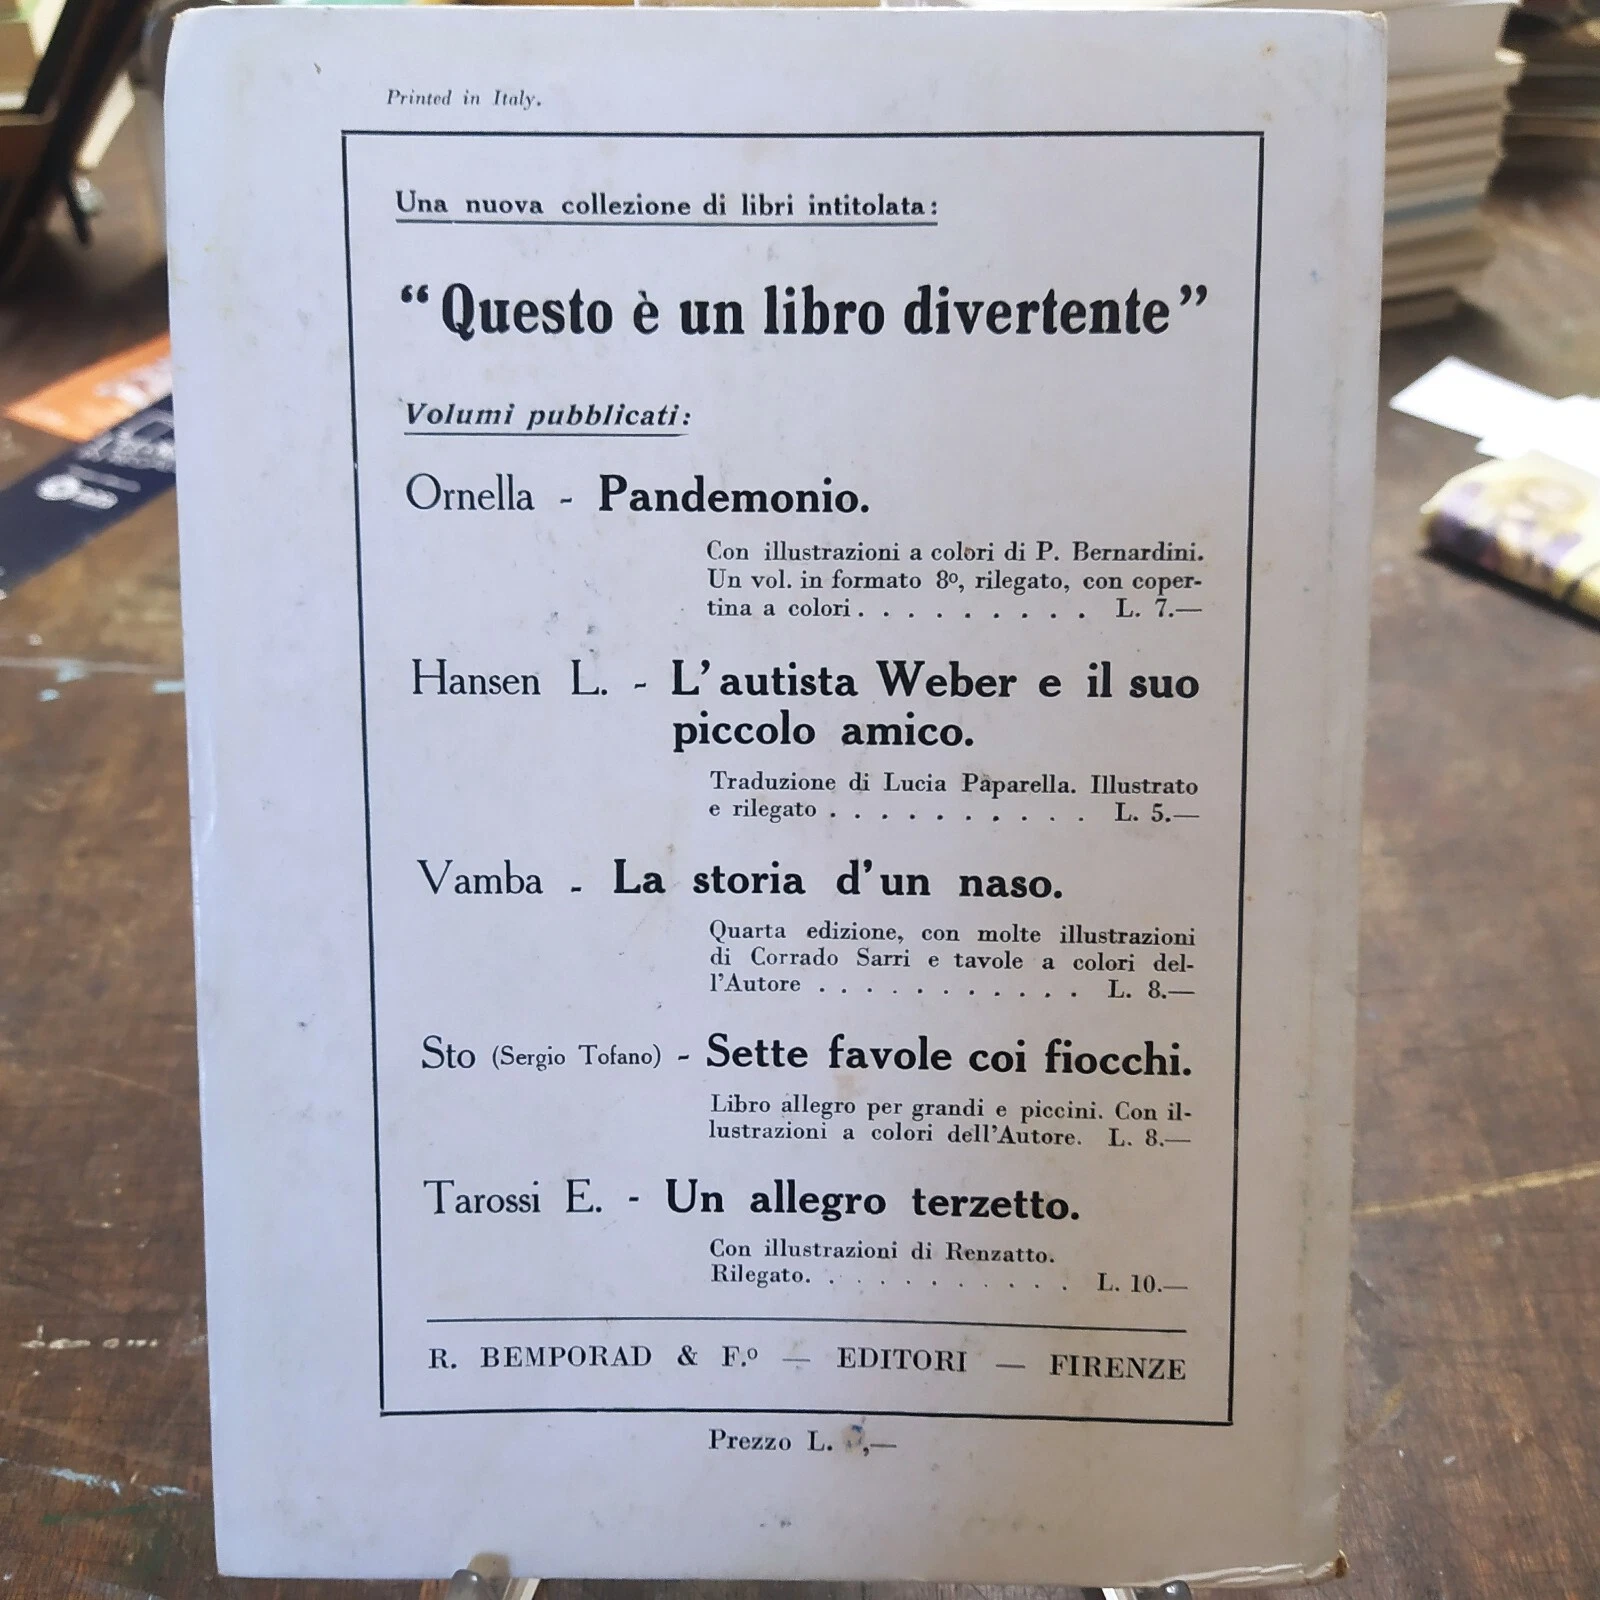 Printed in Italy.
Una nuova collezione di libri intitolata:
“Questo è un libro divertente”
Volumi pubblicati:
Ornella - Pandemonio.
Con illustrazioni a colori di P. Bernardini.
Un vol. in formato 8º, rilegato, con coper-
tina a colori . . . . . . . . . . L. 7.—
Hansen L. - L'autista Weber e il suo
piccolo amico.
Traduzione di Lucia Paparella. Illustrato
e rilegato . . . . . . . . . . . L. 5.—
Vamba - La storia d'un naso.
Quarta edizione, con molte illustrazioni
di Corrado Sarri e tavole a colori del-
l'Autore . . . . . . . . . . . L. 8.—
Sto (Sergio Tofano) - Sette favole coi fiocchi.
Libro allegro per grandi e piccini. Con il-
lustrazioni a colori dell'Autore. L. 8.—
Tarossi E. - Un allegro terzetto.
Con illustrazioni di Renzatto.
Rilegato. . . . . . . . . . . . L. 10.—
R. BEMPORAD & F.º — EDITORI — FIRENZE
Prezzo L. ,—